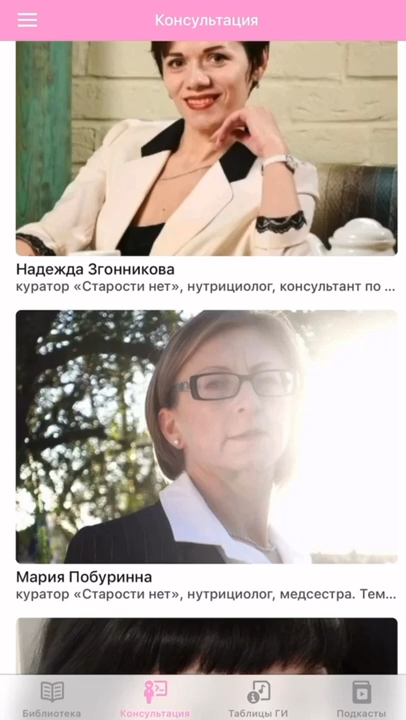 Консультация
Надежда Згонникова
куратор «Старости нет», нутрициолог, консультант по ...
Мария Побуринна
куратор «Старости нет», нутрициолог, медсестра. Тем...
Библиотека
Консультация
Таблицы ГИ
Подкасты